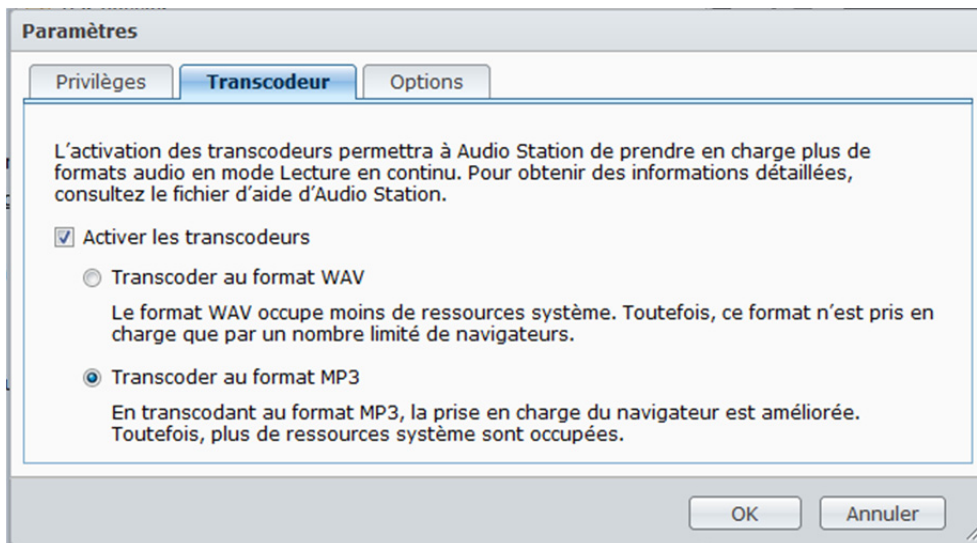 Paramètres
Privilèges
Transcodeur
Options
L'activation des transcodeurs permettra à Audio Station de prendre en charge plus de
formats audio en mode Lecture en continu. Pour obtenir des informations détaillées,
consultez le fichier d'aide d'Audio Station.
Activer les transcodeurs
Transcoder au format WAV
Le format WAV occupe moins de ressources système. Toutefois, ce format n'est pris en
charge que par un nombre limité de navigateurs.
Transcoder au format MP3
En transcodant au format MP3, la prise en charge du navigateur est améliorée.
Toutefois, plus de ressources système sont occupées.
OK
Annuler